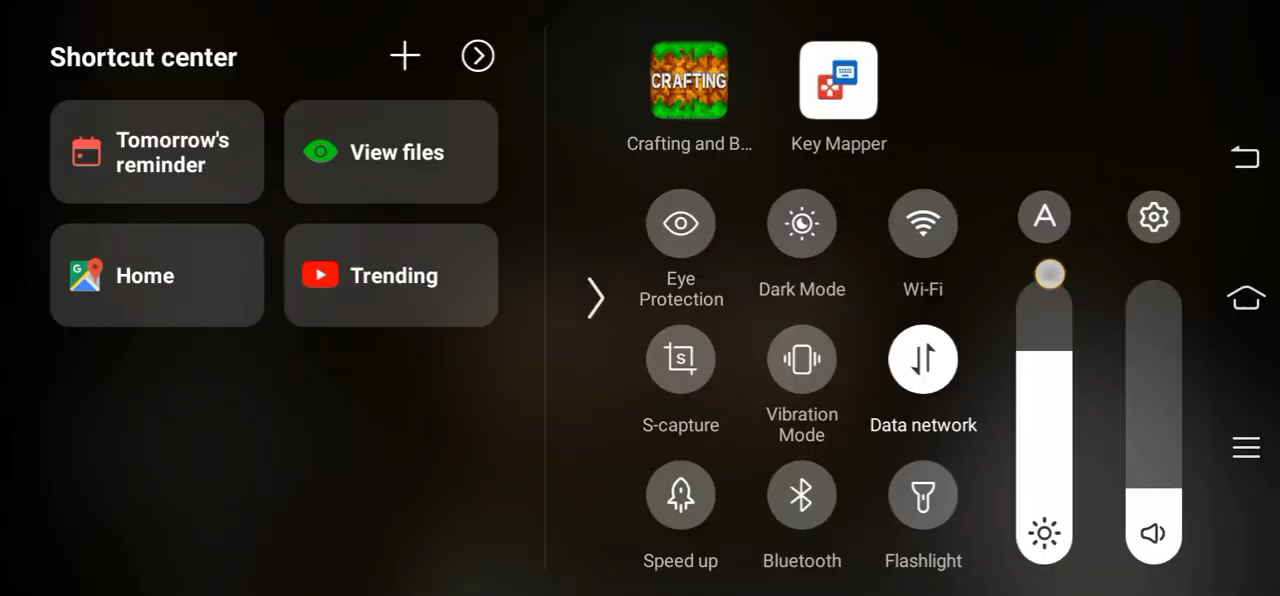 Shortcut center
Tomorrow's
reminder
View files
Home
Trending
CRAFTING
Crafting and B...
Key Mapper
A
Eye
Protection
Dark Mode
Wi-Fi
S
S-capture
Vibration
Mode
Data network
Speed up
Bluetooth
Flashlight
G